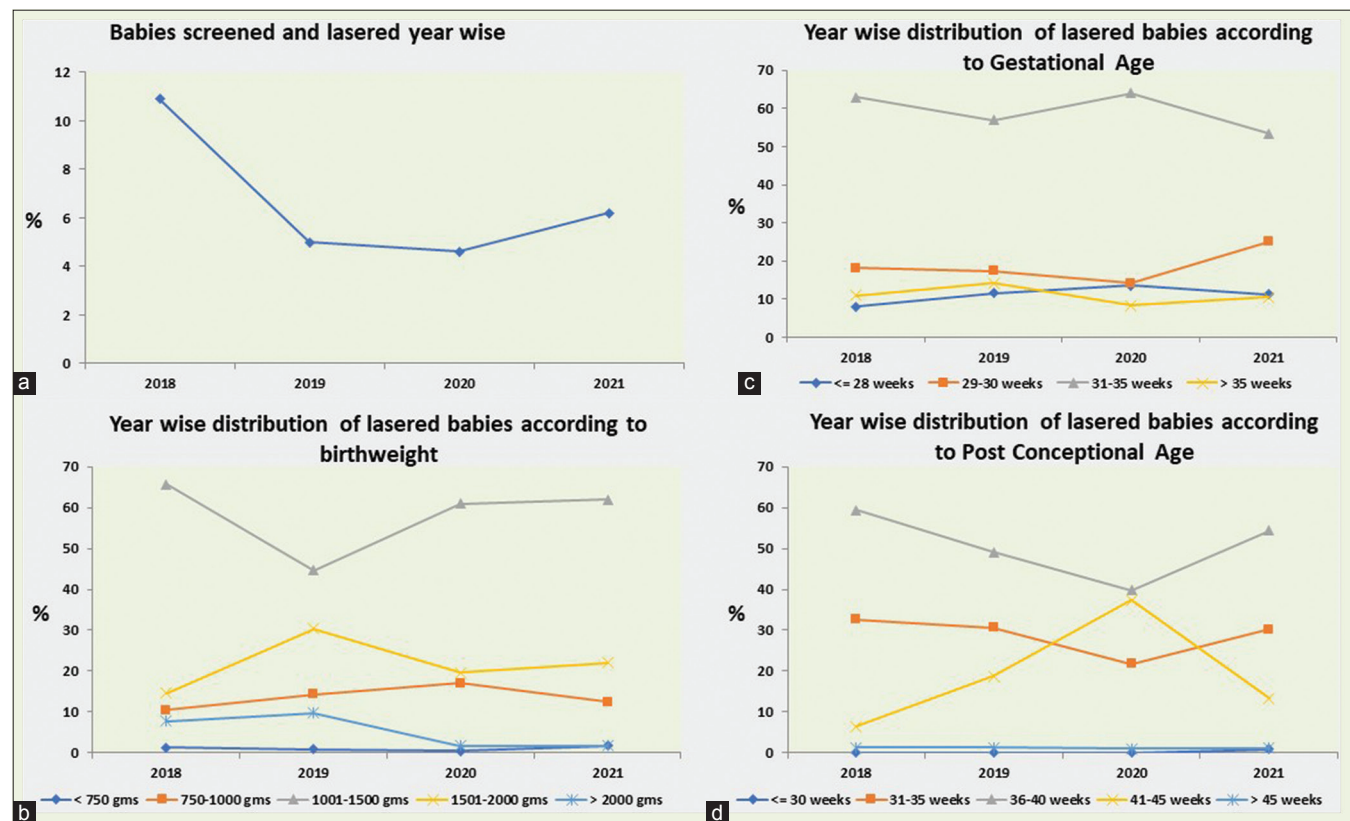 Babies screened and lasered year wise
12
10
8
6
4
2
0
%
2018 2019 2020 2021
a
Year wise distribution of lasered babies according
to Gestational Age
70
60
50
40
30
20
10
0
%
2018 2019 2020 2021
<= 28 weeks 29-30 weeks 31-35 weeks > 35 weeks
c
Year wise distribution of lasered babies according to
birthweight
70
60
50
40
30
20
10
0
%
2018 2019 2020 2021
< 750 gms 750-1000 gms 1001-1500 gms 1501-2000 gms > 2000 gms
b
Year wise distribution of lasered babies according
to Post Conceptional Age
70
60
50
40
30
20
10
0
%
2018 2019 2020 2021
<= 30 weeks 31-35 weeks 36-40 weeks 41-45 weeks > 45 weeks
d